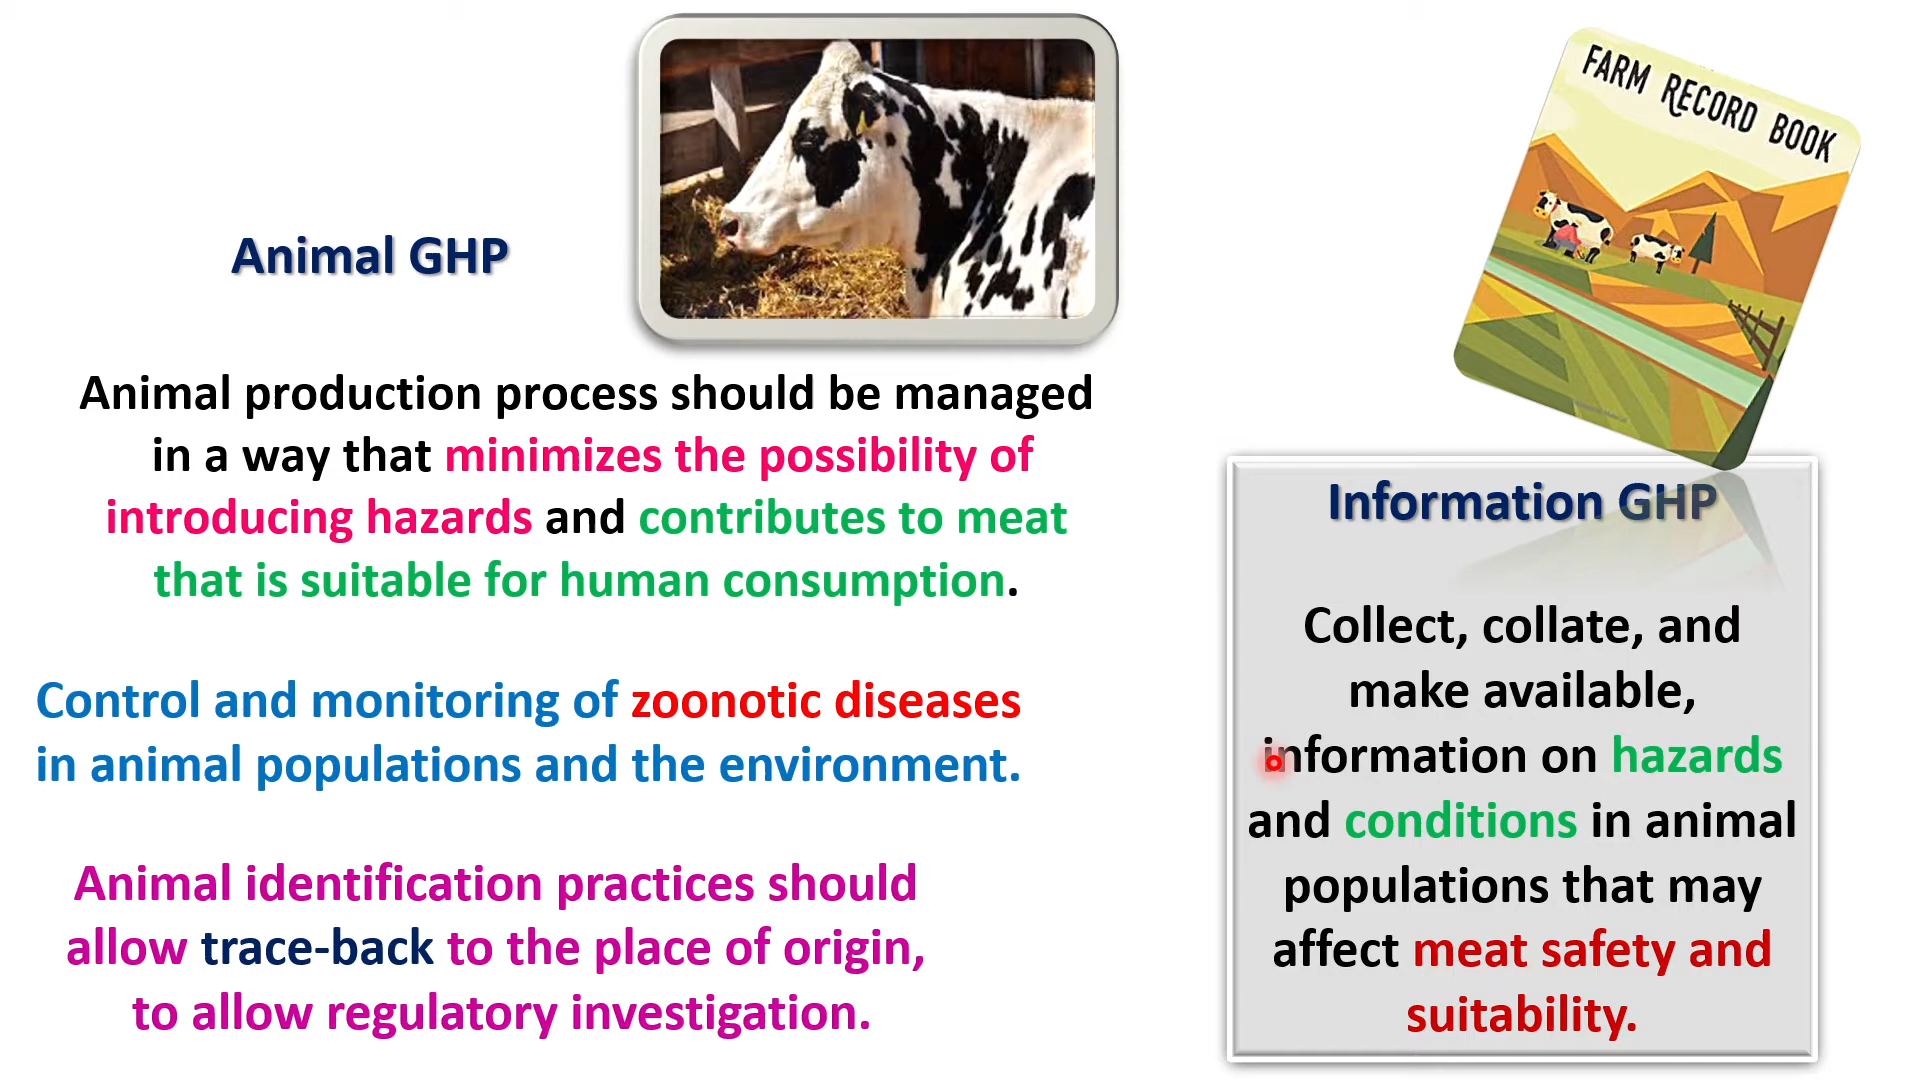 FARM RECORD BOOK
Animal GHP
Animal production process should be managed
in a way that minimizes the possibility of
introducing hazards and contributes to meat
that is suitable for human consumption.
Control and monitoring of zoonotic diseases
in animal populations and the environment.
Animal identification practices should
allow trace-back to the place of origin,
to allow regulatory investigation.
Information GHP
Collect, collate, and
make available,
information on hazards
and conditions in animal
populations that may
affect meat safety and
suitability.